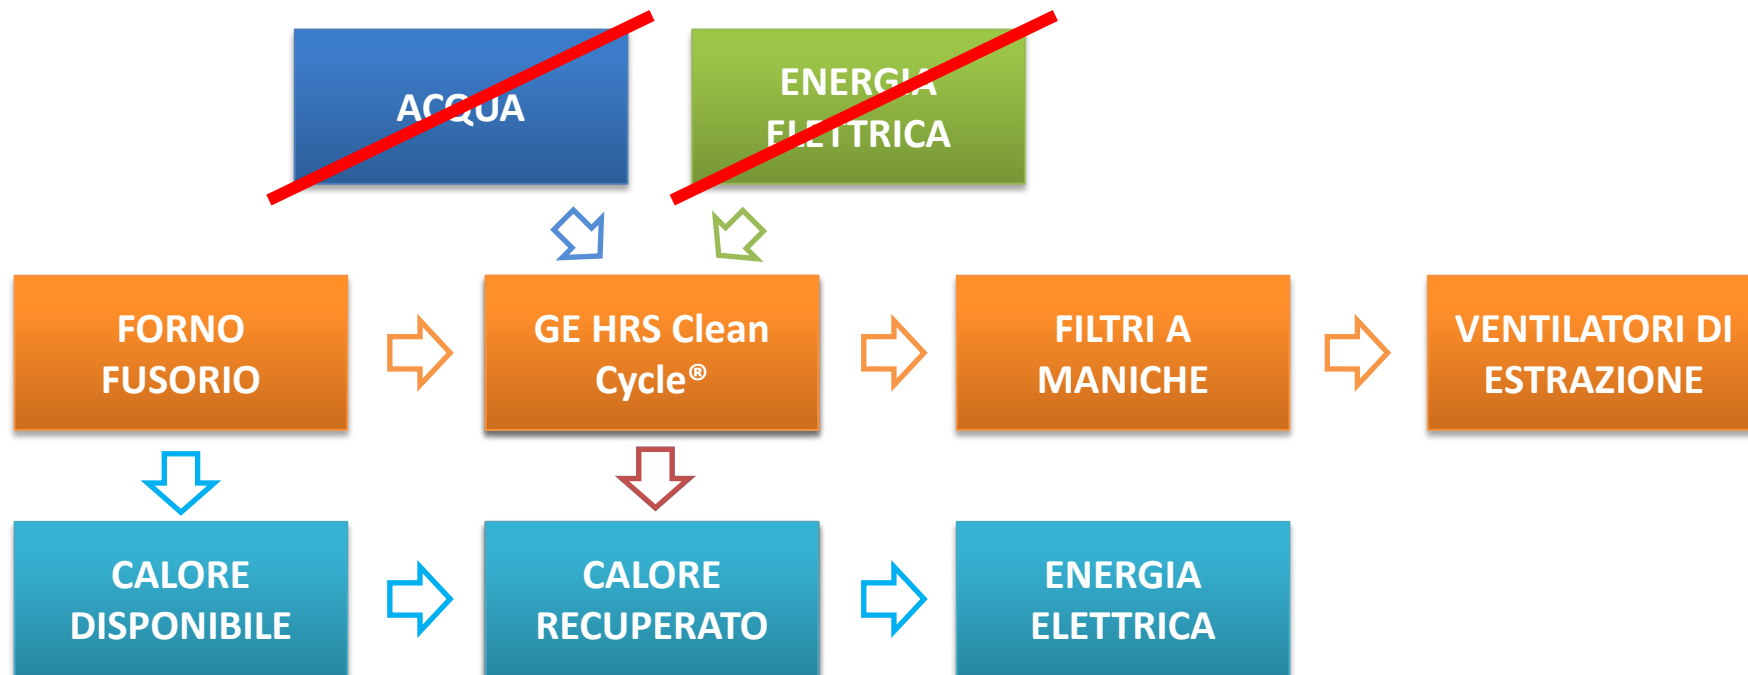 ACQUA
ENERGIA
ELETTRICA
FORNO
FUSORIO
GE HRS Clean
Cycle®
FILTRI A
MANICHE
VENTILATORI DI
ESTRAZIONE
CALORE
DISPONIBILE
CALORE
RECUPERATO
ENERGIA
ELETTRICA